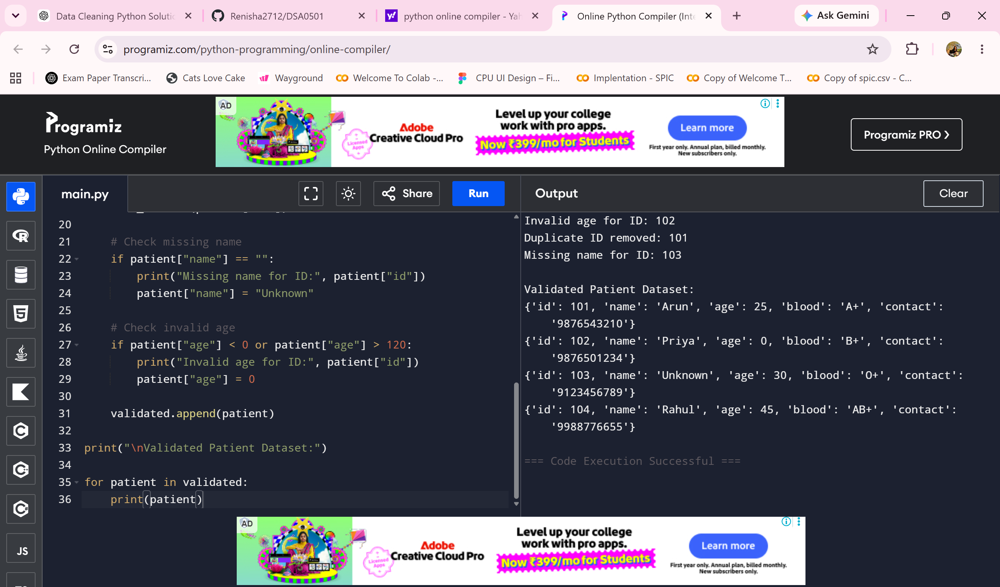 Data Cleaning Python Soluti
Renisha2712/DSA0501
python online compiler - Yah
Online Python Compiler (Inte
Ask Gemini
programiz.com/python-programming/online-compiler/
Exam Paper Transcri...
Cats Love Cake
Wayground
Welcome To Colab -...
CPU UI Design – Fi...
Implentation - SPIC
Copy of Welcome T...
Copy of spic.csv - C...
Programiz
Python Online Compiler
AD
Licensed Apps
Adobe
Creative Cloud Pro
Level up your college
work with pro apps.
Now ₹399/mo for Students
Learn more
First year only. Annual plan, billed monthly.
New subscribers only.
Programiz PRO ❯
main.py
Share
Run
Output
Clear
20
21 # Check missing name
22 if patient["name"] == "":
23 print("Missing name for ID:", patient["id"])
24 patient["name"] = "Unknown"
25
26 # Check invalid age
27 if patient["age"] < 0 or patient["age"] > 120:
28 print("Invalid age for ID:", patient["id"])
29 patient["age"] = 0
30
31 validated.append(patient)
32
33 print("\nValidated Patient Dataset:")
34
35 for patient in validated:
36 print(patient)
Invalid age for ID: 102
Duplicate ID removed: 101
Missing name for ID: 103
Validated Patient Dataset:
{'id': 101, 'name': 'Arun', 'age': 25, 'blood': 'A+', 'contact':
'9876543210'}
{'id': 102, 'name': 'Priya', 'age': 0, 'blood': 'B+', 'contact':
'9876501234'}
{'id': 103, 'name': 'Unknown', 'age': 30, 'blood': 'O+', 'contact':
'9123456789'}
{'id': 104, 'name': 'Rahul', 'age': 45, 'blood': 'AB+', 'contact':
'9988776655'}
=== Code Execution Successful ===
JS
AD
Licensed Apps
Adobe
Creative Cloud Pro
Level up your college
work with pro apps.
Now ₹399/mo for Students
Learn more
First year only. Annual plan, billed monthly.
New subscribers only.